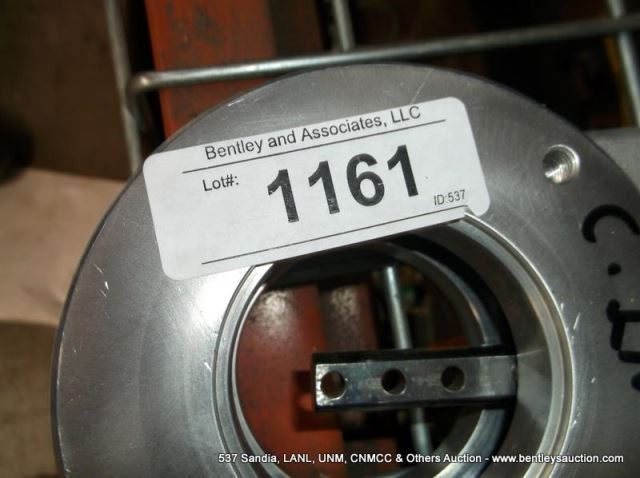 Bentley and Associates, LLC
Lot#: 1161
ID:537
537 Sandia, LANL, UNM, CNMCC & Others Auction - www.bentleysauction.com